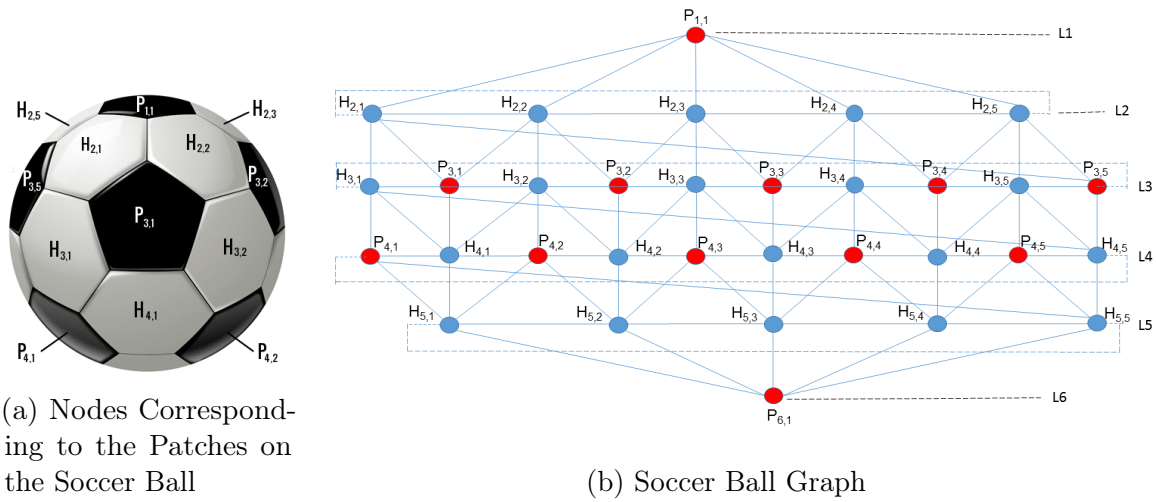 P1,1
H2,5
H2,3
H2,1
H2,2
P3,5
P3,2
P3,1
H3,1
H3,2
H4,1
P4,1
P4,2
(a) Nodes Correspond-
ing to the Patches on
the Soccer Ball
P1,1
L1
H2,1
H2,2
H2,3
H2,4
H2,5
L2
H3,1
P3,1
H3,2
P3,2
H3,3
P3,3
H3,4
P3,4
H3,5
P3,5
L3
P4,1
H4,1
P4,2
H4,2
P4,3
H4,3
P4,4
H4,4
P4,5
H4,5
L4
H5,1
H5,2
H5,3
H5,4
H5,5
L5
P6,1
L6
(b) Soccer Ball Graph